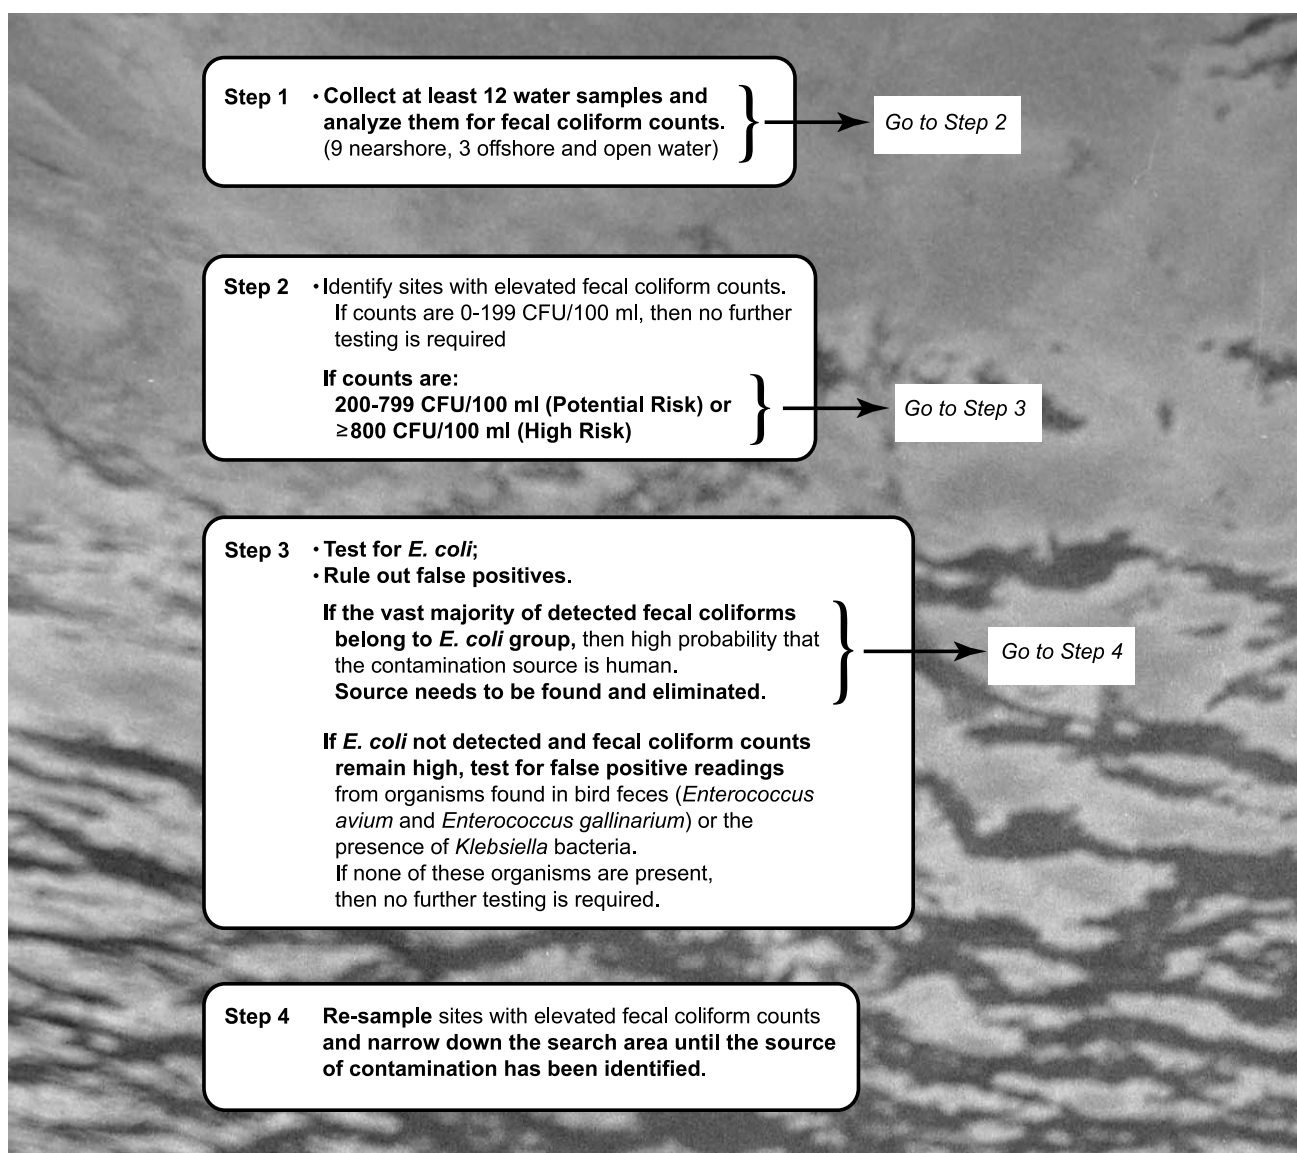 Step 1 • Collect at least 12 water samples and
analyze them for fecal coliform counts.
(9 nearshore, 3 offshore and open water)
Go to Step 2
Step 2 • Identify sites with elevated fecal coliform counts.
If counts are 0-199 CFU/100 ml, then no further
testing is required
If counts are:
200-799 CFU/100 ml (Potential Risk) or
≥800 CFU/100 ml (High Risk)
Go to Step 3
Step 3 • Test for E. coli;
• Rule out false positives.
If the vast majority of detected fecal coliforms
belong to E. coli group, then high probability that
the contamination source is human.
Source needs to be found and eliminated.
Go to Step 4
If E. coli not detected and fecal coliform counts
remain high, test for false positive readings
from organisms found in bird feces (Enterococcus
avium and Enterococcus gallinarium) or the
presence of Klebsiella bacteria.
If none of these organisms are present,
then no further testing is required.
Step 4 Re-sample sites with elevated fecal coliform counts
and narrow down the search area until the source
of contamination has been identified.